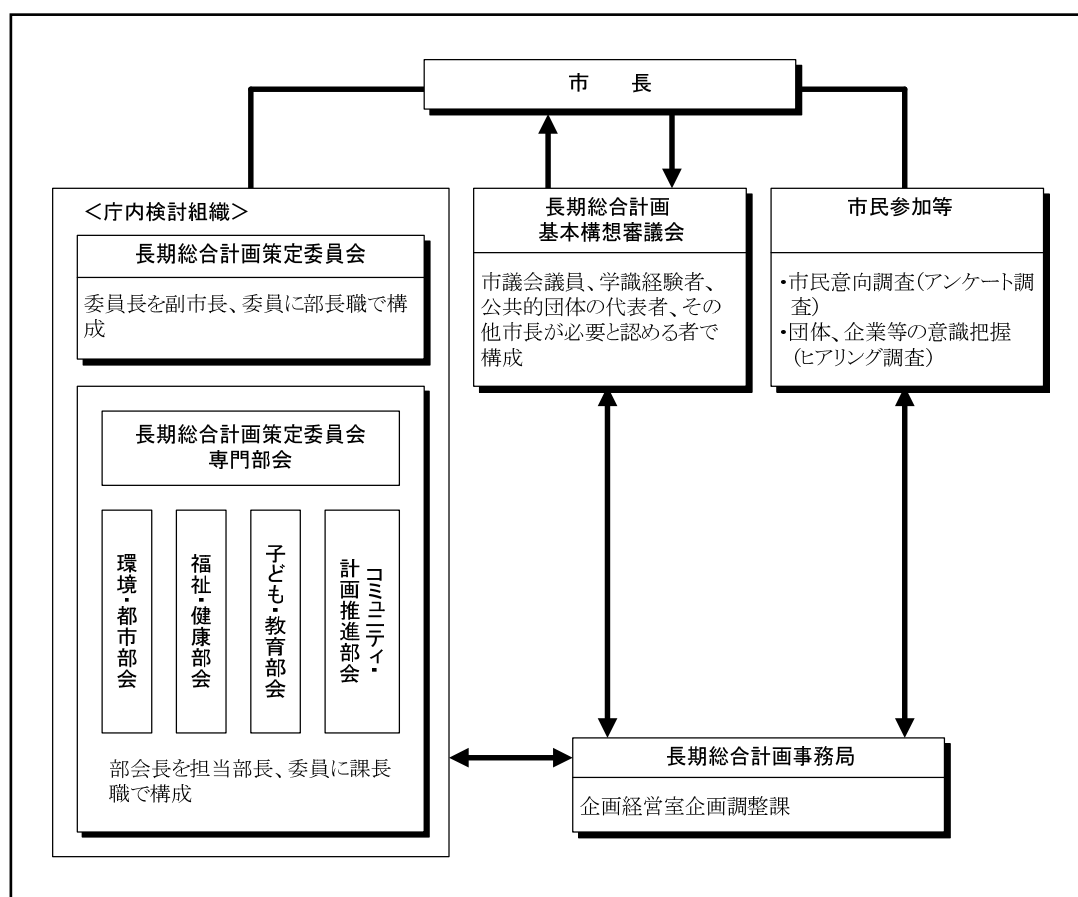 市　長
＜庁内検討組織＞
長期総合計画策定委員会
委員長を副市長、委員に部長職で構
成
長期総合計画策定委員会
専門部会
環境・都市部会
福祉・健康部会
子ども・教育部会
コミュニティ・
計画推進部会
部会長を担当部長、委員に課長
職で構成
長期総合計画
基本構想審議会
市議会議員、学識経験者、
公共的団体の代表者、その
他市長が必要と認める者で
構成
市民参加等
・市民意向調査（アンケート調
査）
・団体、企業等の意識把握
（ヒアリング調査）
長期総合計画事務局
企画経営室企画調整課